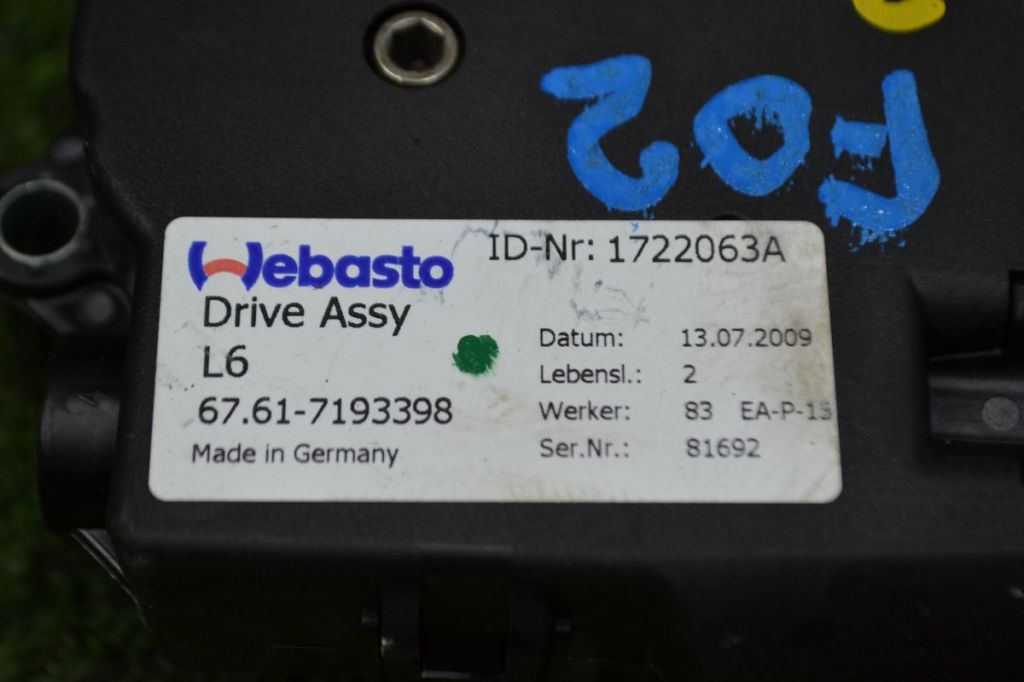 F02
Webasto
ID-Nr: 1722063A
Drive Assy
L6
67.61-7193398
Made in Germany
Datum: 13.07.2009
Lebensl.: 2
Werker: 83 EA-P-13
Ser.Nr.: 81692